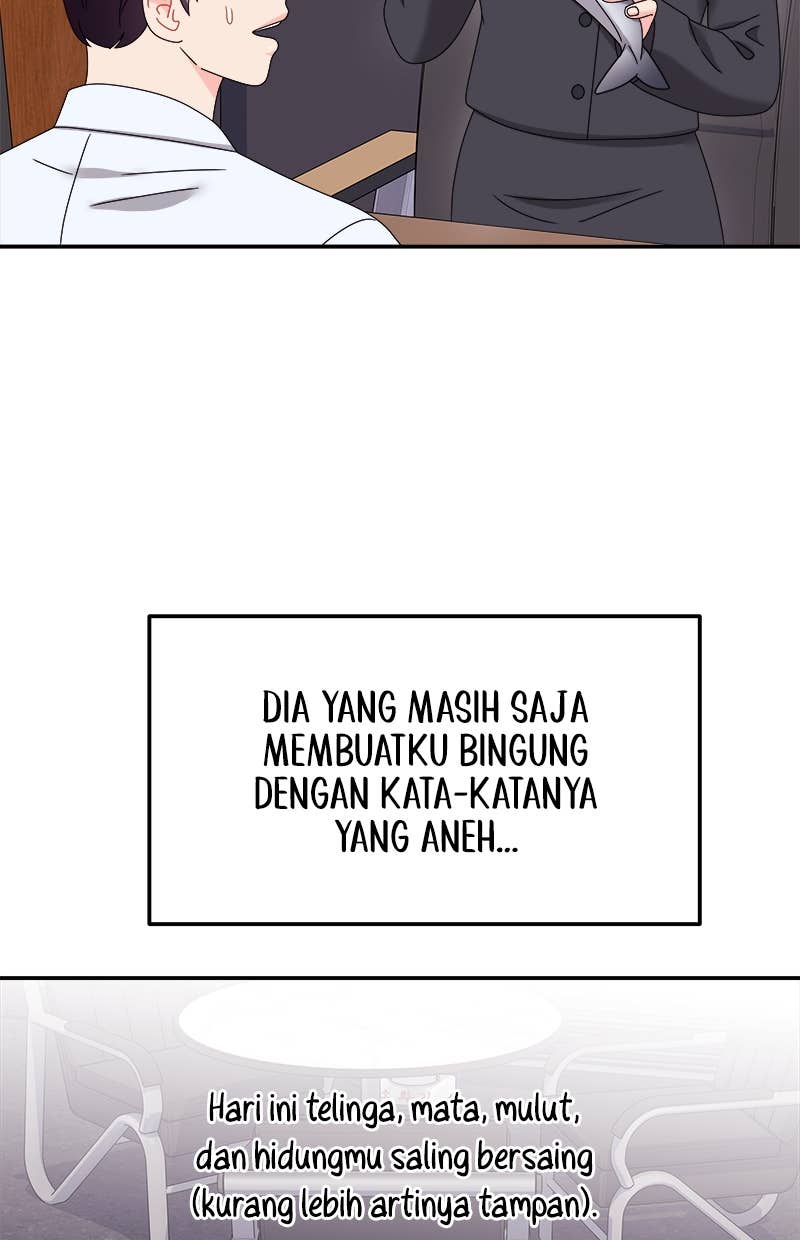 DIA YANG MASIH SAJA
MEMBUATKU BINGUNG
DENGAN KATA-KATANYA
YANG ANEH...
Hari ini telinga, mata, mulut,
dan hidungmu saling bersaing
(kurang lebih artinya tampan).